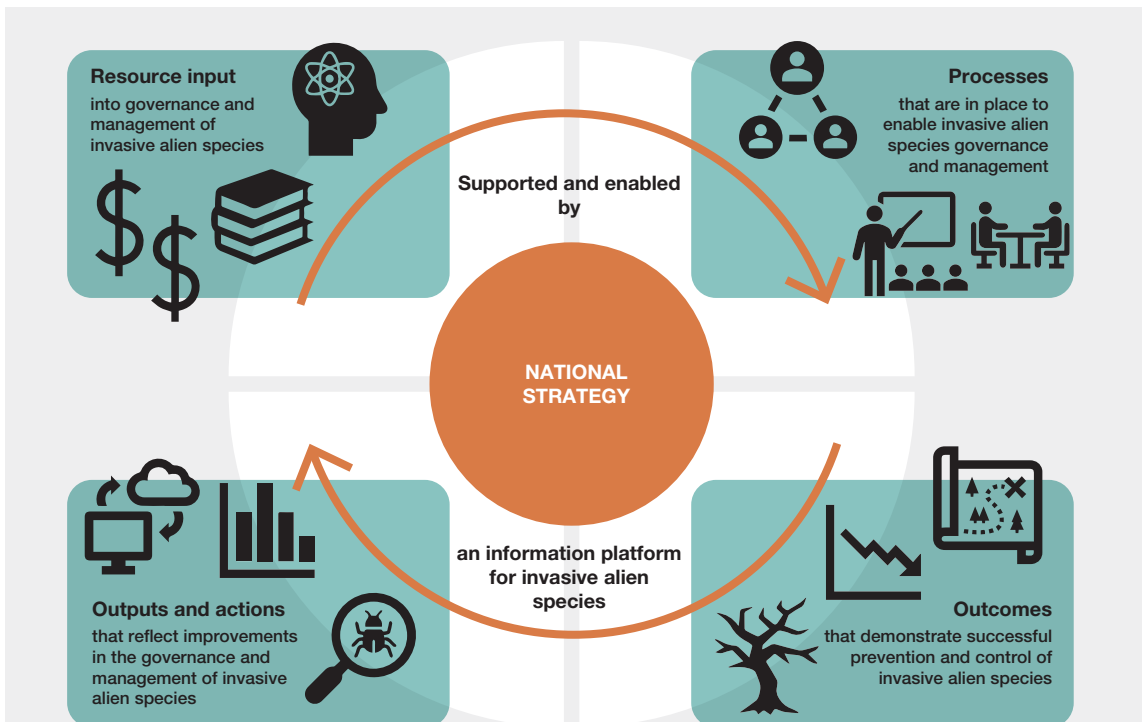 Resource input
into governance and
management of
invasive alien species
Processes
that are in place to
enable invasive alien
species governance
and management
Supported and enabled
by
NATIONAL
STRATEGY
an information platform
for invasive alien
species
Outputs and actions
that reflect improvements
in the governance and
management of invasive
alien species
Outcomes
that demonstrate successful
prevention and control of
invasive alien species